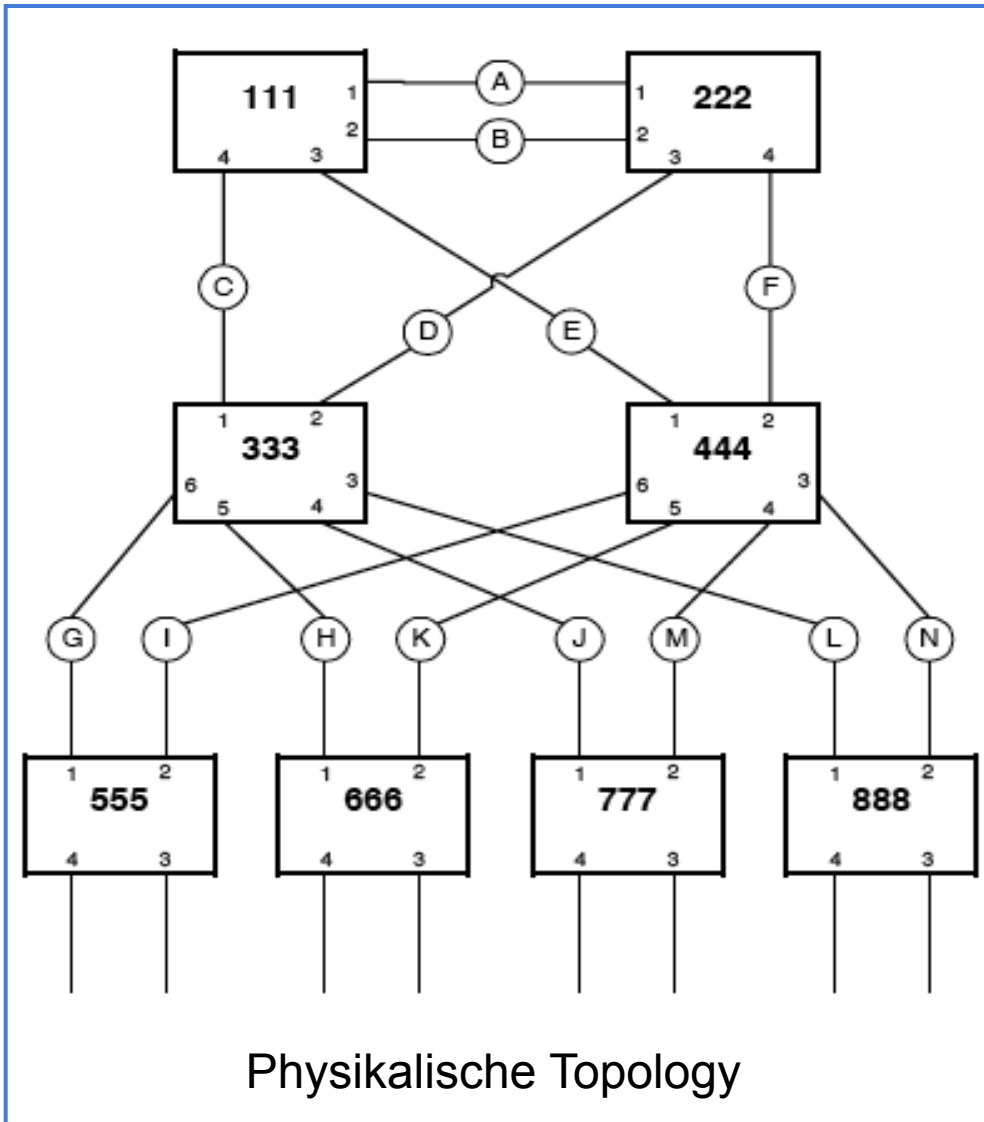 A
111 1 1 222
2 B 2
4 3 3 4
C F
D E
1 2 1 2
333 444
6 3 6 3
5 4 5 4
G I H K J M L N
1 2 1 2 1 2 1 2
555 666 777 888
4 3 4 3 4 3 4 3
Physikalische Topology